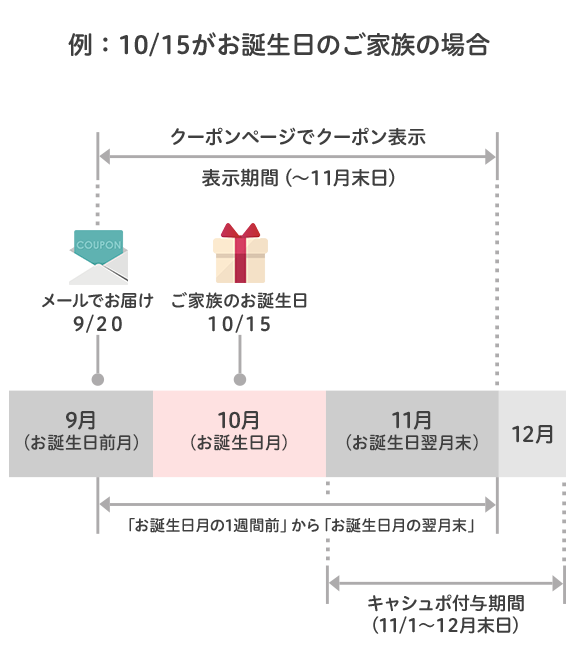 例：10/15がお誕生日のご家族の場合
クーポンページでクーポン表示
表示期間（～11月末日）
COUPON
メールでお届け
9/20
ご家族のお誕生日
10/15
9月
（お誕生日前月）
10月
（お誕生日月）
11月
（お誕生日翌月末）
12月
「お誕生日月の1週間前」から「お誕生日月の翌月末」
キャシュポ付与期間
（11/1～12月末日）